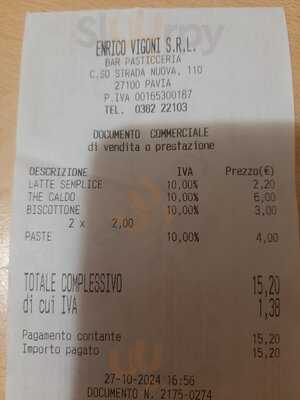 ENRICO VIGONI S.R.L.
BAR PASTICCERIA
C.SO STRADA NUOVA, 110
27100 PAVIA
P.IVA 00165300187
TEL. 0382 22103
DOCUMENTO COMMERCIALE
di vendita o prestazione
DESCRIZIONE IVA Prezzo(€)
LATTE SEMPLICE 10,00% 2,20
THE CALDO 10,00% 6,00
BISCOTTONE 10,00% 3,00
2 x 2,00
PASTE 10,00% 4,00
TOTALE COMPLESSIVO 15,20
di cui IVA 1,38
Pagamento contante 15,20
Importo pagato 15,20
27-10-2024 16:56
DOCUMENTO N. 2175-0274